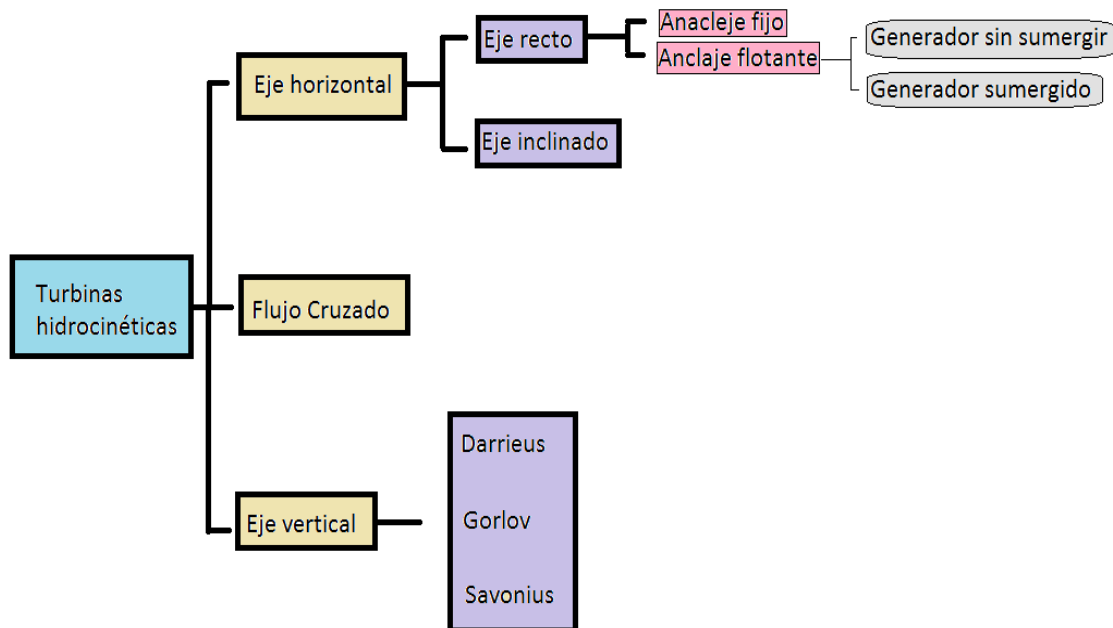 Eje recto
Anacleje fijo
Anclaje flotante
Generador sin sumergir
Generador sumergido
Eje horizontal
Eje inclinado
Turbinas
hidrocinéticas
Flujo Cruzado
Darrieus
Gorlov
Savonius
Eje vertical